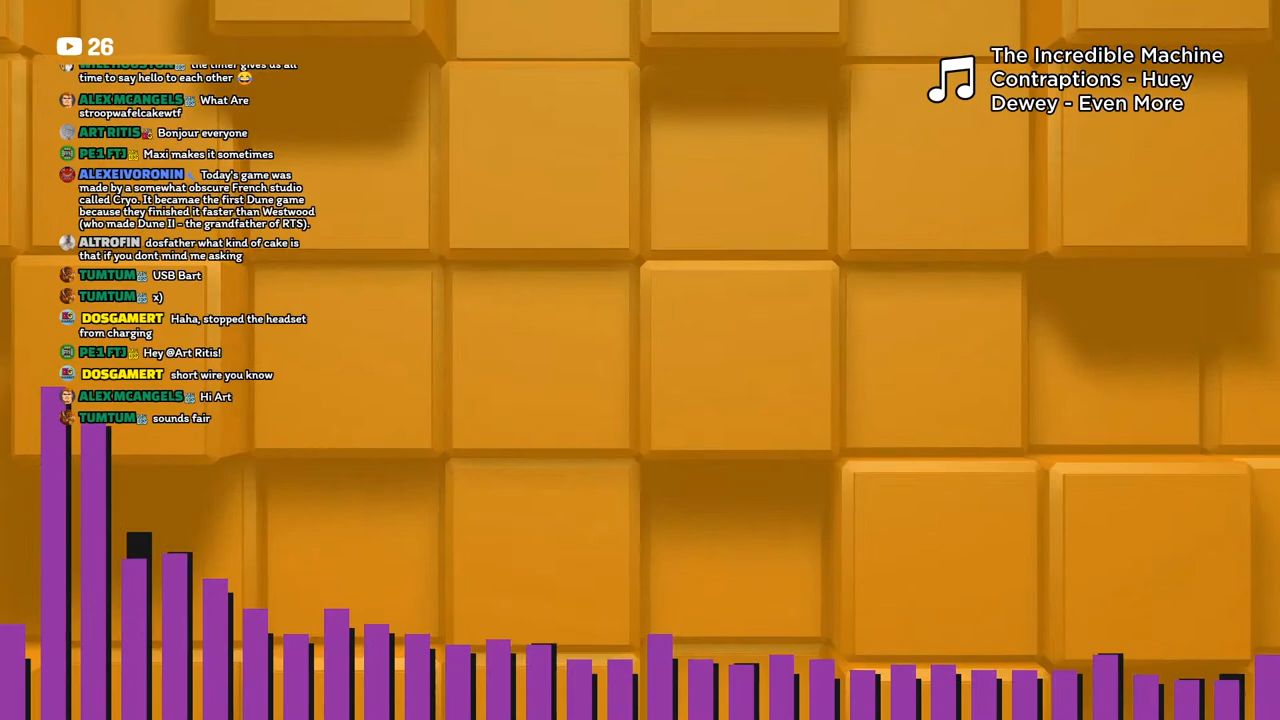 26
The Incredible Machine
Contraptions - Huey
Dewey - Even More
WILLHOUSTON the timer gives us all
time to say hello to each other 😂
ALEX MCANGELS What Are
stroopwafelcakewtf
ART RITIS Bonjour everyone
PE1 FTJ Maxi makes it sometimes
ALEXEIVORONIN Today's game was
made by a somewhat obscure French studio
called Cryo. It becamae the first Dune game
because they finished it faster than Westwood
(who made Dune II - the grandfather of RTS).
ALTROFIN dosfather what kind of cake is
that if you dont mind me asking
TUMTUM USB Bart
TUMTUM x)
DOSGAMERT Haha, stopped the headset
from charging
PE1 FTJ Hey @Art Ritis!
DOSGAMERT short wire you know
ALEX MCANGELS Hi Art
TUMTUM sounds fair